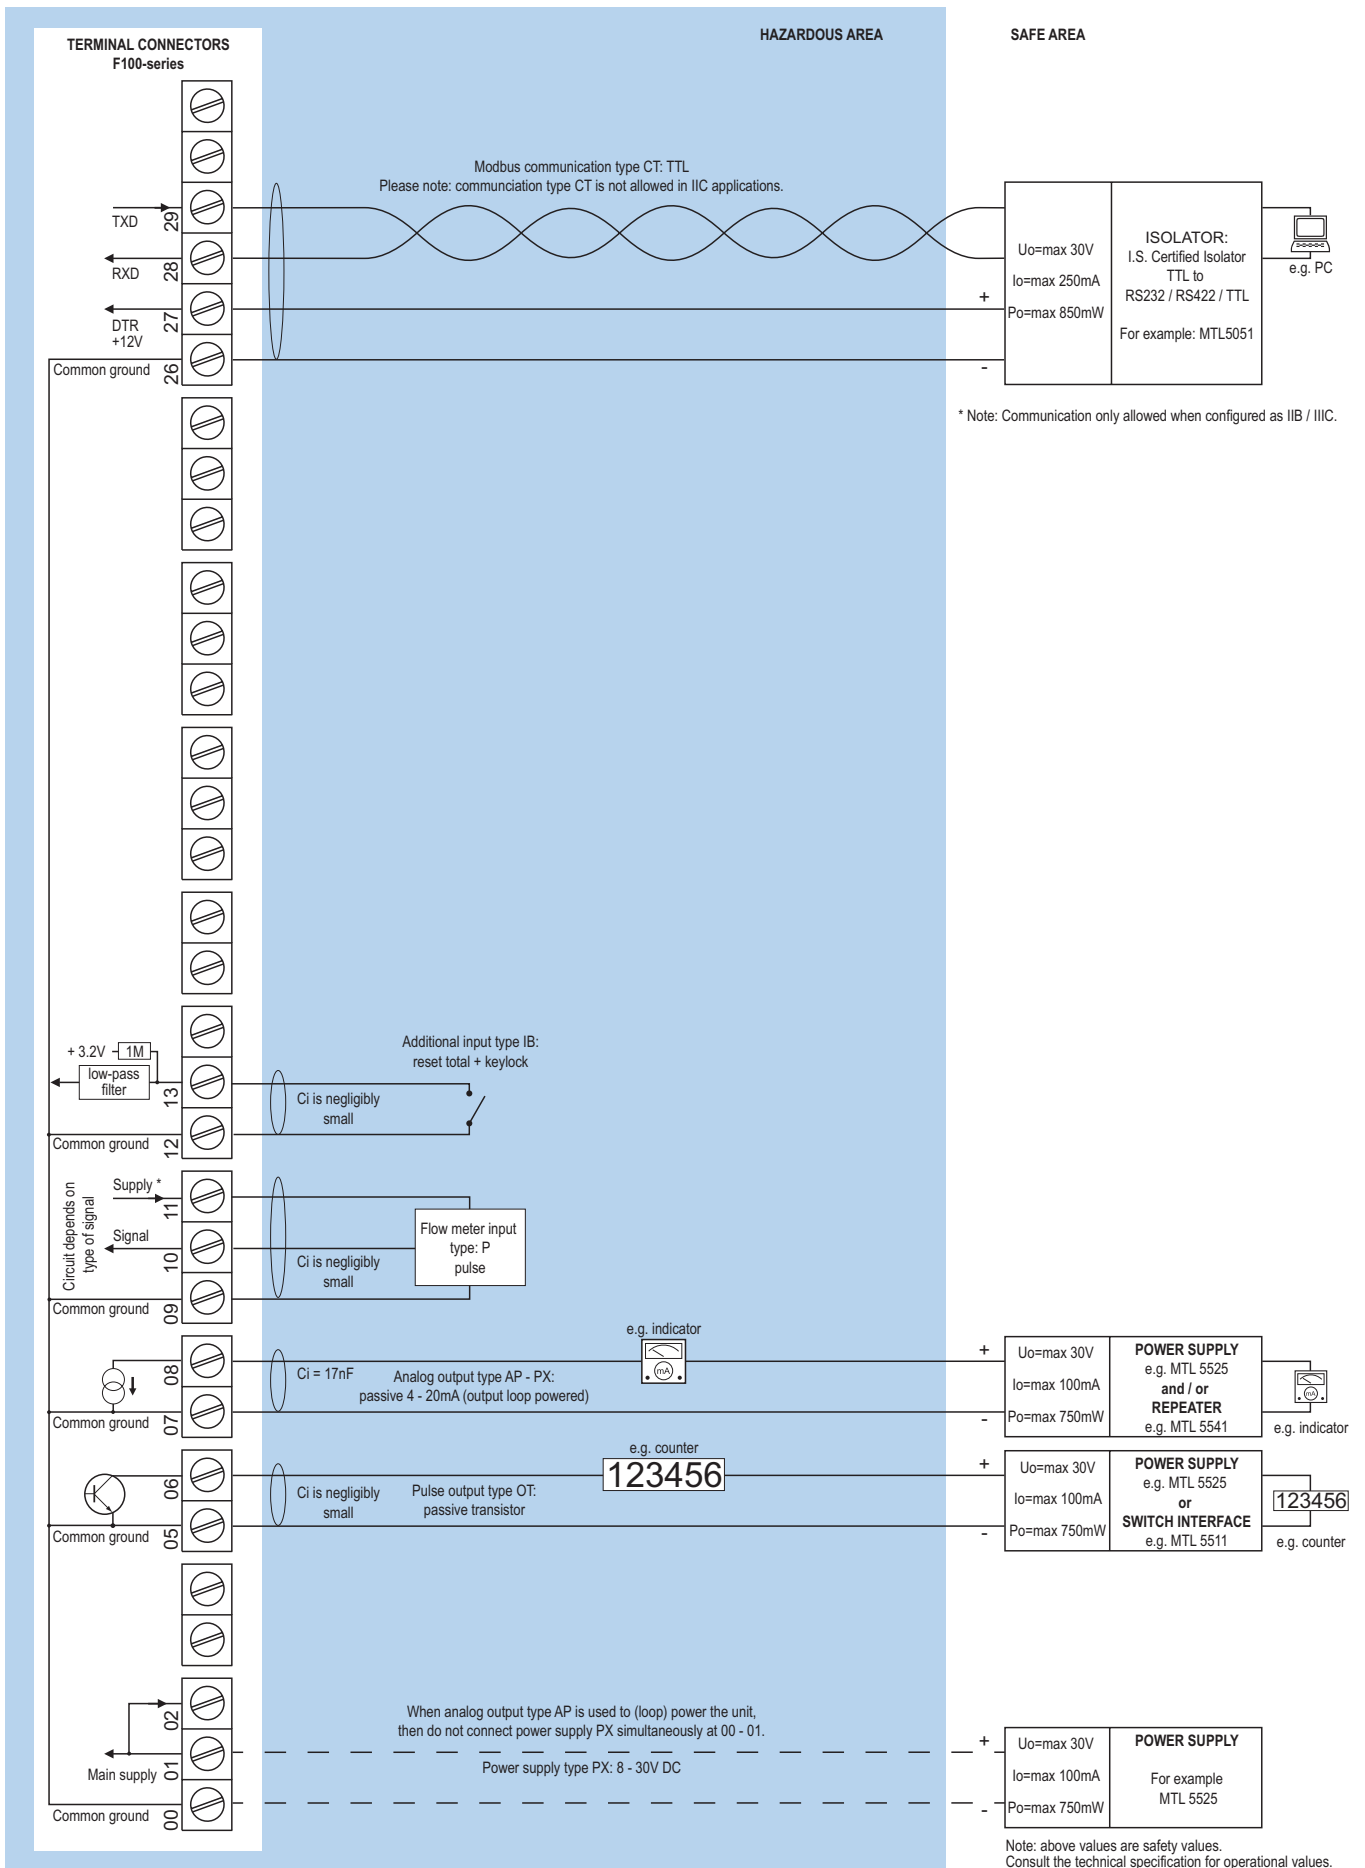 HAZARDOUS AREA
SAFE AREA
TERMINAL CONNECTORS
F100-series
Modbus communication type CT: TTL
Please note: communciation type CT is not allowed in IIC applications.
TXD
29
RXD
28
DTR
+12V
27
Common ground
26
+
-
Uo=max 30V
Io=max 250mA
Po=max 850mW
ISOLATOR:
I.S. Certified Isolator
TTL to
RS232 / RS422 / TTL
For example: MTL5051
e.g. PC
* Note: Communication only allowed when configured as IIB / IIIC.
+ 3.2V
1M
low-pass
filter
13
Common ground
12
Ci is negligibly
small
Additional input type IB:
reset total + keylock
Circuit depends on
type of signal
Supply *
11
Signal
10
Common ground
09
Ci is negligibly
small
Flow meter input
type: P
pulse
08
Common ground
07
Ci = 17nF
Analog output type AP - PX:
passive 4 - 20mA (output loop powered)
e.g. indicator
mA
+
-
Uo=max 30V
Io=max 100mA
Po=max 750mW
POWER SUPPLY
e.g. MTL 5525
and / or
REPEATER
e.g. MTL 5541
e.g. indicator
06
Common ground
05
Ci is negligibly
small
Pulse output type OT:
passive transistor
e.g. counter
123456
+
-
Uo=max 30V
Io=max 100mA
Po=max 750mW
POWER SUPPLY
e.g. MTL 5525
or
SWITCH INTERFACE
e.g. MTL 5511
123456
e.g. counter
02
Main supply
01
Common ground
00
When analog output type AP is used to (loop) power the unit,
then do not connect power supply PX simultaneously at 00 - 01.
Power supply type PX: 8 - 30V DC
+
-
Uo=max 30V
Io=max 100mA
Po=max 750mW
POWER SUPPLY
For example
MTL 5525
Note: above values are safety values.
Consult the technical specification for operational values.